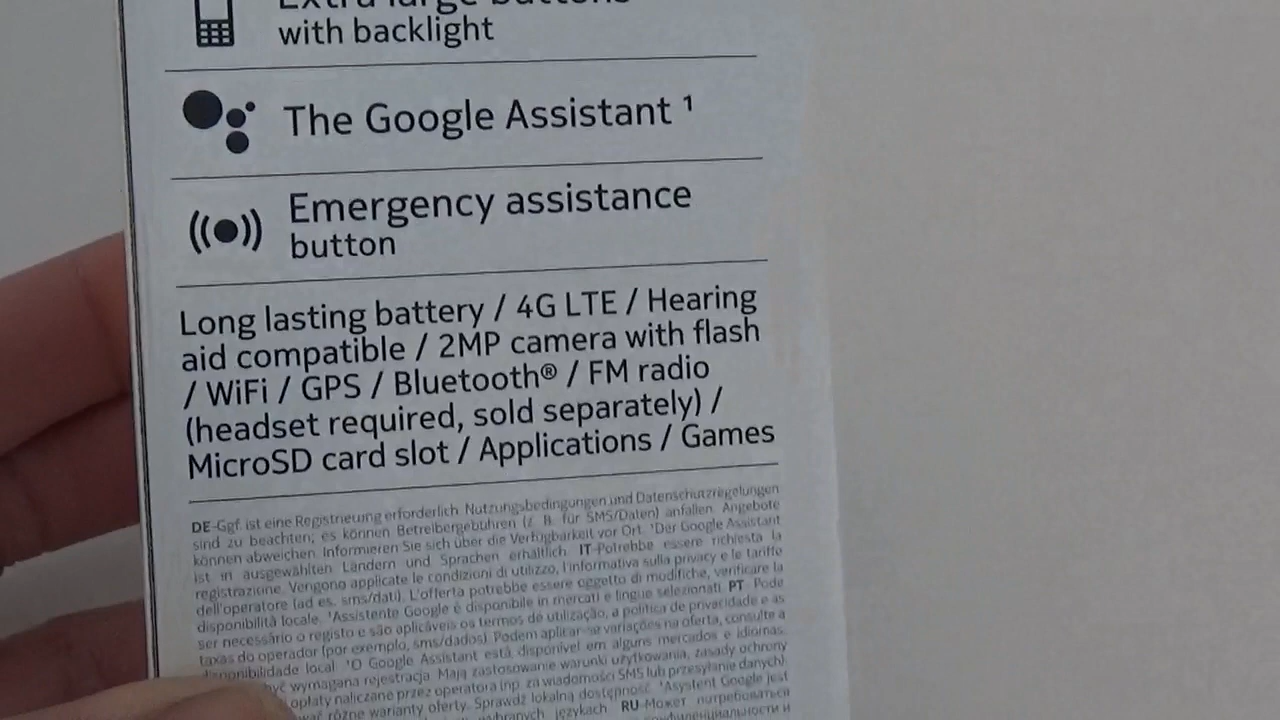 Extra large buttons
with backlight
The Google Assistant ¹
Emergency assistance
button
Long lasting battery / 4G LTE / Hearing
aid compatible / 2MP camera with flash
/ WiFi / GPS / Bluetooth® / FM radio
(headset required, sold separately) /
MicroSD card slot / Applications / Games
DE-Ggf. ist eine Registrierung erforderlich. Nutzungsbedingungen und Datenschutzregelungen
sind zu beachten; es können Betreibergebühren (z. B. für SMS/Daten) anfallen. Angebote
können abweichen. Informieren Sie sich über die Verfügbarkeit vor Ort. ¹Der Google Assistant
ist in ausgewählten Ländern und Sprachen erhältlich. IT-Potrebbe essere richiesta la
registrazione. Vengono applicate le condizioni di utilizzo, l'informativa sulla privacy e le tariffe
dell'operatore (ad es. sms/dati). L'offerta potrebbe essere oggetto di modifiche, verificare la
disponibilità locale. ¹Assistente Google è disponibile in mercati e lingue selezionati. PT- Pode
ser necessário o registo e são aplicáveis os termos de utilização, a política de privacidade e as
taxas do operador (por exemplo, sms/dados). Podem aplicar-se variações na oferta, consulte a
disponibilidade local. ¹O Google Assistant está disponível em alguns mercados e idiomas.
być wymagana rejestracja. Mają zastosowanie warunki użytkowania, zasady ochrony
opłaty naliczane przez operatora (np. za wiadomości SMS lub przesyłanie danych).
różne warianty oferty. Sprawdź lokalną dostępność. ¹Asystent Google jest
wybranych językach. RU-Может потребоваться